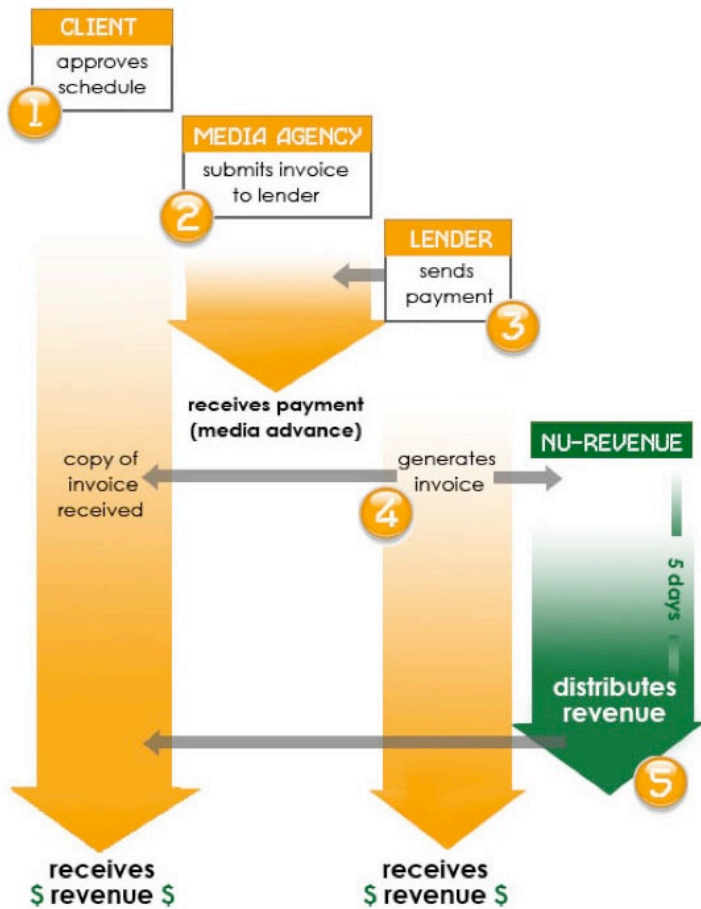 CLIENT
approves
schedule
1
MEDIA AGENCY
submits invoice
to lender
2
LENDER
sends
payment
3
receives payment
(media advance)
NU-REVENUE
copy of
invoice
received
generates
invoice
4
5 days
distributes
revenue
5
receives
$ revenue $
receives
$ revenue $